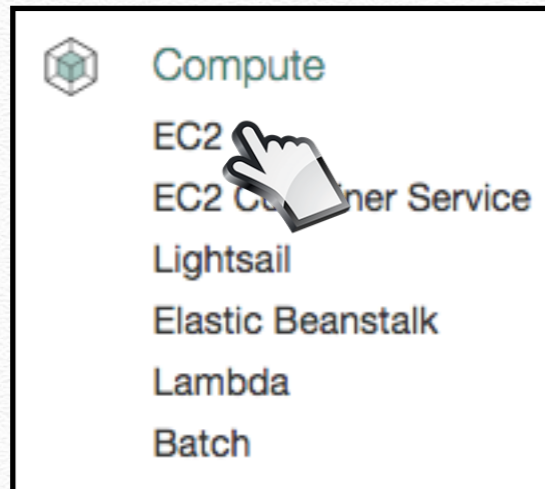 Compute
EC2
EC2 Service
Lightsail
Elastic Beanstalk
Lambda
Batch